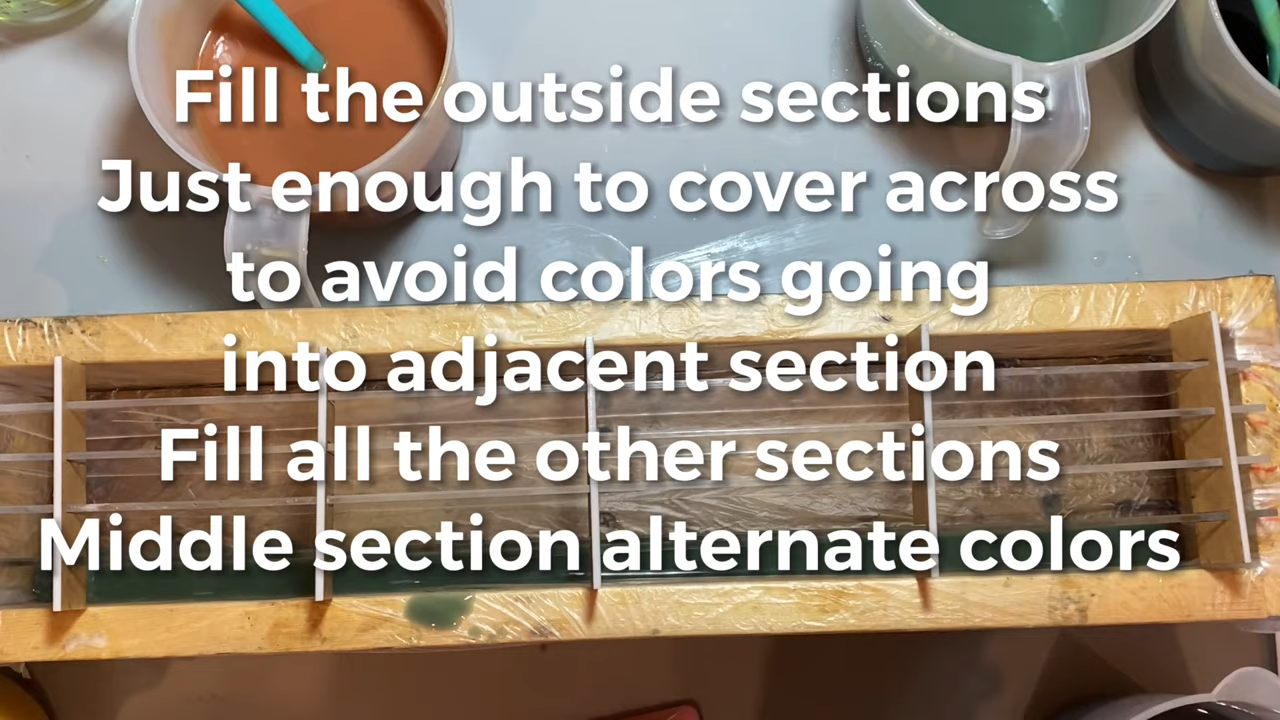 Fill the outside sections
Just enough to cover across
to avoid colors going
into adjacent section
Fill all the other sections
Middle section alternate colors